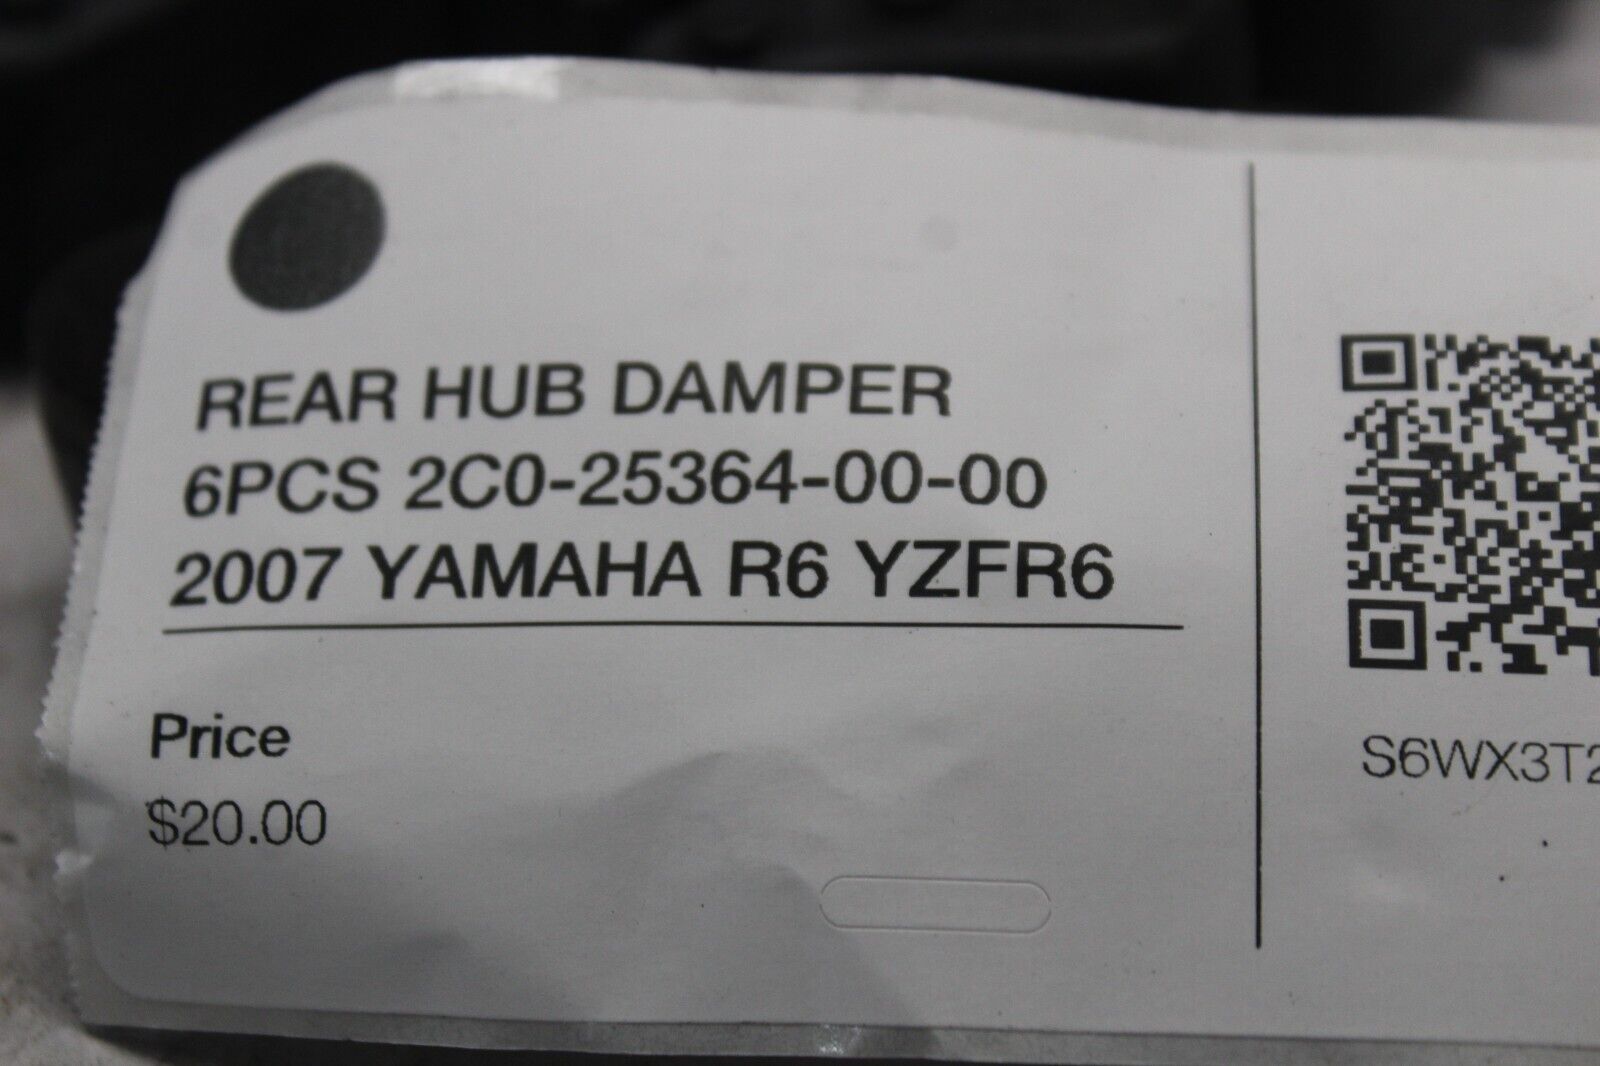 REAR HUB DAMPER
6PCS 2C0-25364-00-00
2007 YAMAHA R6 YZFR6
Price
$20.00
S6WX3T2